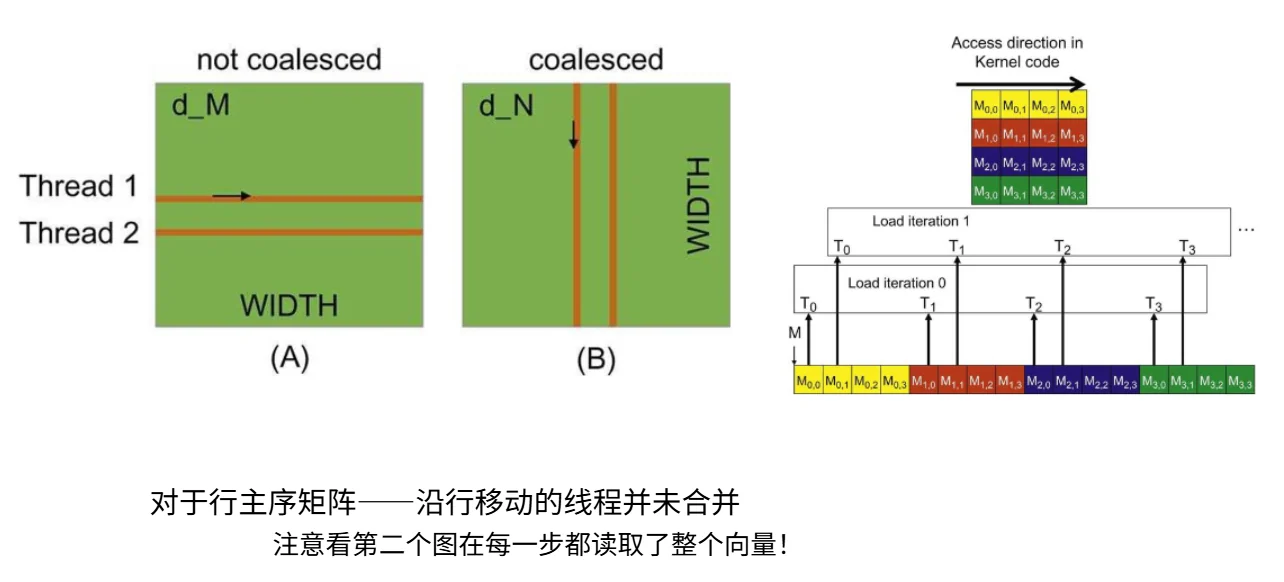 not coalesced
d_M
Thread 1
Thread 2
WIDTH
(A)
coalesced
d_N
WIDTH
(B)
Access direction in
Kernel code
M0,0 M0,1 M0,2 M0,3
M1,0 M1,1 M1,2 M1,3
M2,0 M2,1 M2,2 M2,3
M3,0 M3,1 M3,2 M3,3
Load iteration 1
...
T0 T1 T2 T3
Load iteration 0
T0 T1 T2 T3
M
M0,0 M0,1 M0,2 M0,3 M1,0 M1,1 M1,2 M1,3 M2,0 M2,1 M2,2 M2,3 M3,0 M3,1 M3,2 M3,3
对于行主序矩阵——沿行移动的线程并未合并
注意看第二个图在每一步都读取了整个向量!